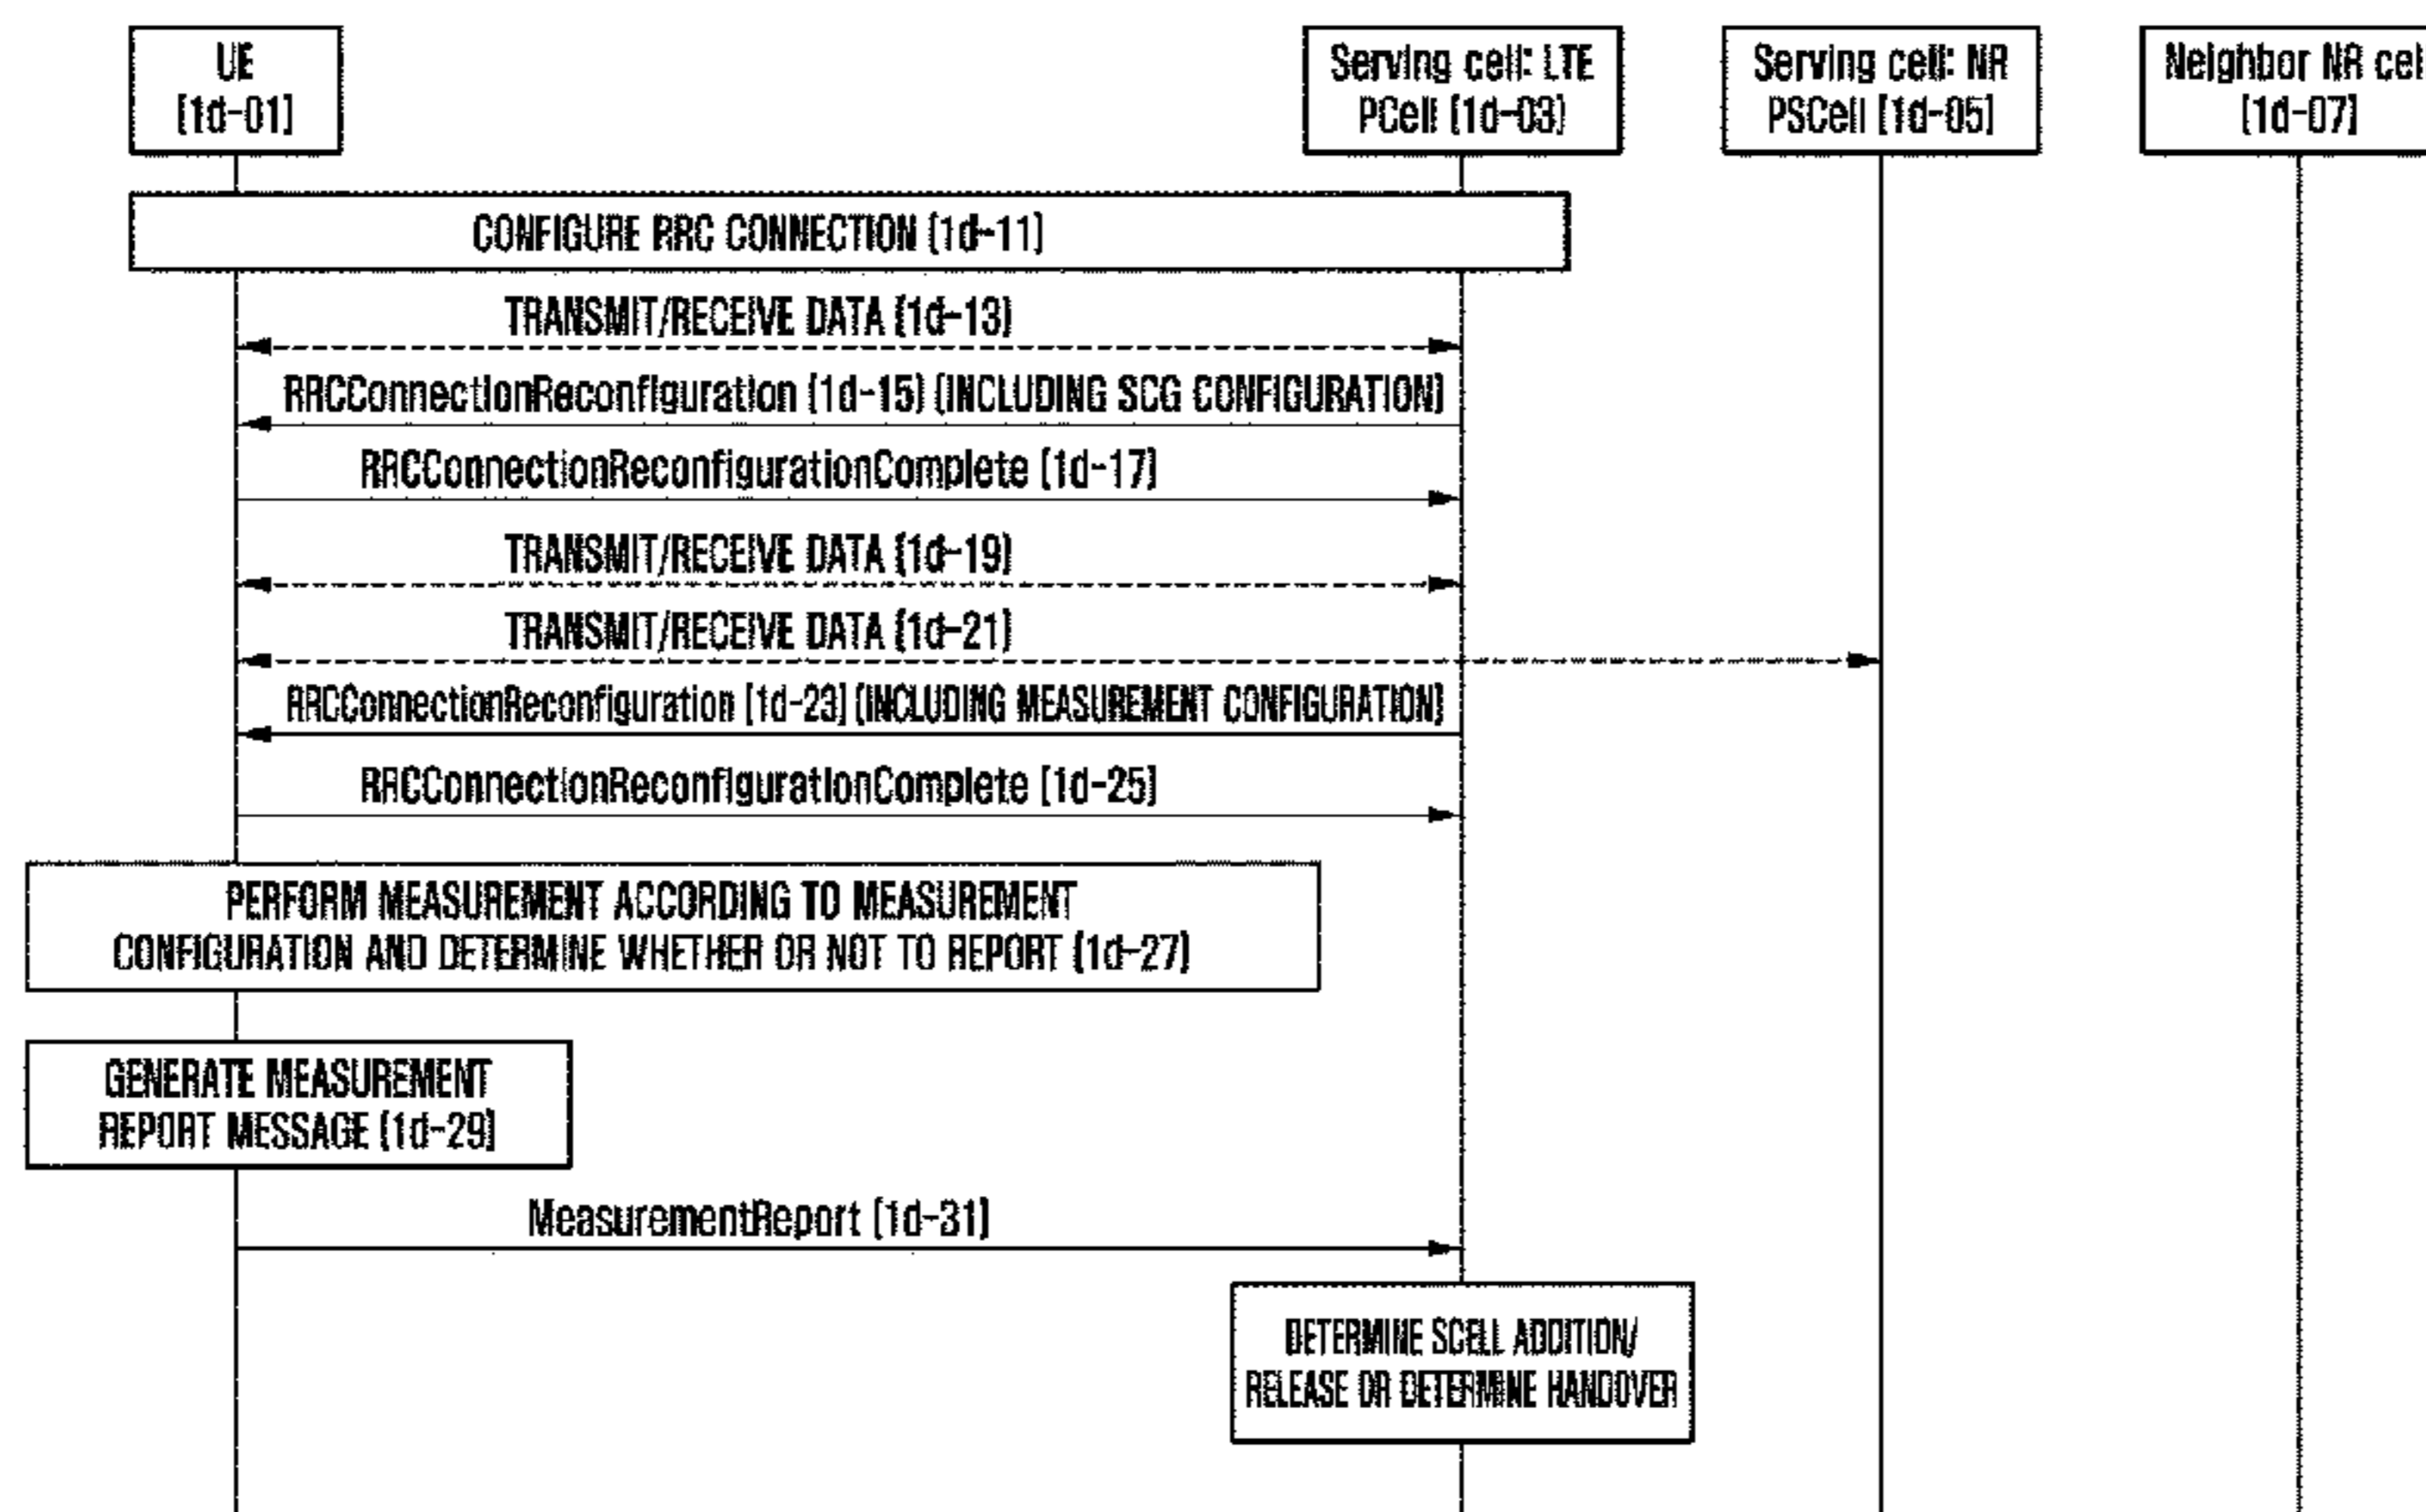 UE
[1d-01]
Serving cell: LTE
PCell [1d-03]
Serving cell: NR
PSCell [1d-05]
Neighbor NR cell
[1d-07]
CONFIGURE RRC CONNECTION (1d-11)
TRANSMIT/RECEIVE DATA (1d-13)
RRCConnectionReconfiguration (1d-15) (INCLUDING SCG CONFIGURATION)
RRCConnectionReconfigurationComplete (1d-17)
TRANSMIT/RECEIVE DATA (1d-19)
TRANSMIT/RECEIVE DATA (1d-21)
RRCConnectionReconfiguration [1d-23] (INCLUDING MEASUREMENT CONFIGURATION)
RRCConnectionReconfigurationComplete [1d-25]
PERFORM MEASUREMENT ACCORDING TO MEASUREMENT
CONFIGURATION AND DETERMINE WHETHER OR NOT TO REPORT (1d-27)
GENERATE MEASUREMENT
REPORT MESSAGE (1d-29)
MeasurementReport (1d-31)
DETERMINE SCELL ADDITION/
RELEASE OR DETERMINE HANDOVER